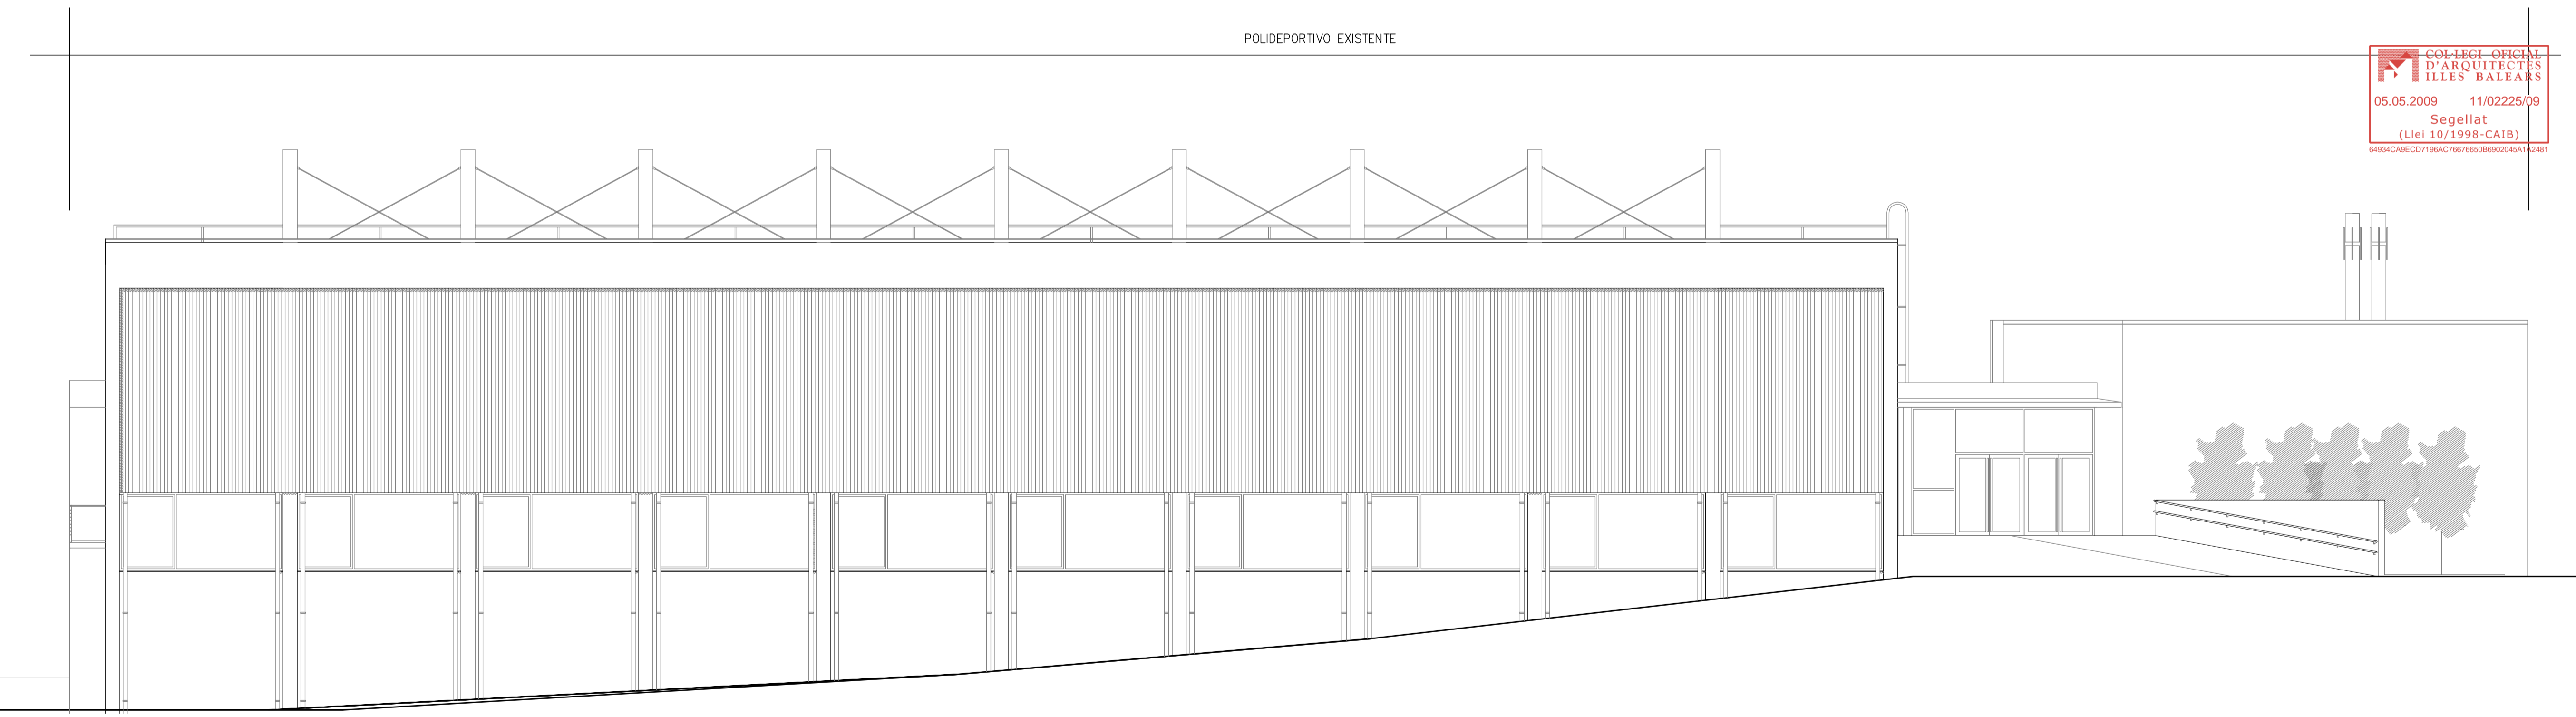 POLIDEPORTIVO EXISTENTE
COL·LEGI OFICIAL
D'ARQUITECTES
ILLES BALEARS
05.05.2009 11/02225/09
Segellat
(Llei 10/1998-CAIB)
64934CA9ECD7196AC76676650B6902045A1A2481